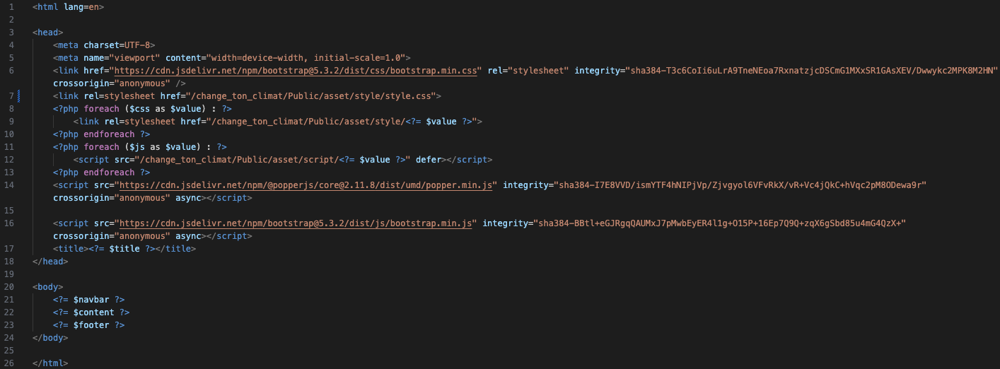 1 <html lang=en>
2
3 <head>
4 <meta charset=UTF-8>
5 <meta name="viewport" content="width=device-width, initial-scale=1.0">
6 <link href="https://cdn.jsdelivr.net/npm/bootstrap@5.3.2/dist/css/bootstrap.min.css" rel="stylesheet" integrity="sha384-T3c6CoIi6uLrA9TneNEoa7RxnatzjcDSCmG1MXxSR1GAsXEV/Dwwykc2MPK8M2HN"
crossorigin="anonymous" />
7 <link rel=stylesheet href="/change_ton_climat/Public/asset/style/style.css">
8 <?php foreach ($css as $value) : ?>
9 <link rel=stylesheet href="/change_ton_climat/Public/asset/style/<?= $value ?>">
10 <?php endforeach ?>
11 <?php foreach ($js as $value) : ?>
12 <script src="/change_ton_climat/Public/asset/script/<?= $value ?>" defer></script>
13 <?php endforeach ?>
14 <script src="https://cdn.jsdelivr.net/npm/@popperjs/core@2.11.8/dist/umd/popper.min.js" integrity="sha384-I7E8VVD/ismYTF4hNIPjVp/Zjvgyol6VFvRkX/vR+Vc4jQkC+hVqc2pM8ODewa9r"
crossorigin="anonymous" async></script>
15
16 <script src="https://cdn.jsdelivr.net/npm/bootstrap@5.3.2/dist/js/bootstrap.min.js" integrity="sha384-BBtl+eGJRgqQAUMxJ7pMwbEyER4l1g+O15P+16Ep7Q9Q+zqX6gSbd85u4mG4QzX+"
crossorigin="anonymous" async></script>
17 <title><?= $title ?></title>
18 </head>
19
20 <body>
21 <?= $navbar ?>
22 <?= $content ?>
23 <?= $footer ?>
24 </body>
25
26 </html>